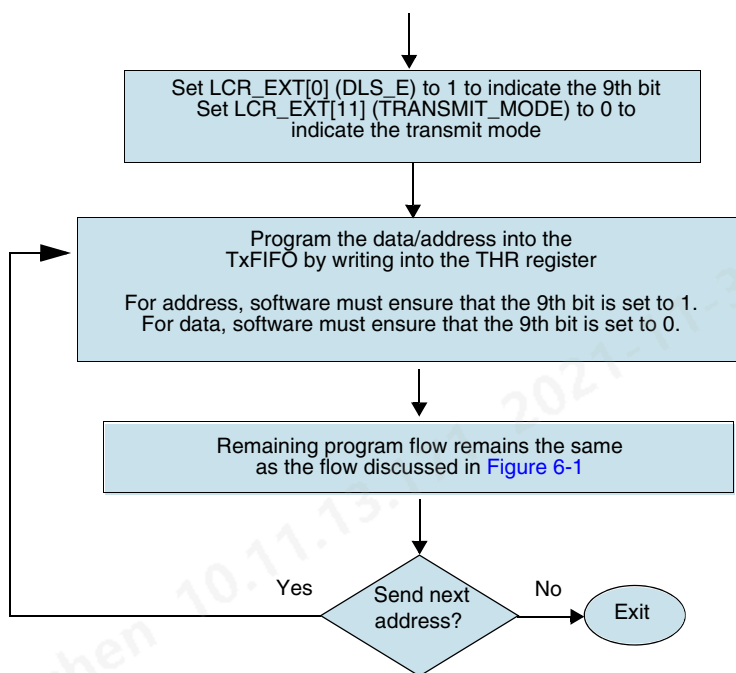 Set LCR_EXT[0] (DLS_E) to 1 to indicate the 9th bit
Set LCR_EXT[11] (TRANSMIT_MODE) to 0 to
indicate the transmit mode
Program the data/address into the
TxFIFO by writing into the THR register
For address, software must ensure that the 9th bit is set to 1.
For data, software must ensure that the 9th bit is set to 0.
Remaining program flow remains the same
as the flow discussed in Figure 6-1
Yes
Send next
address?
No
Exit